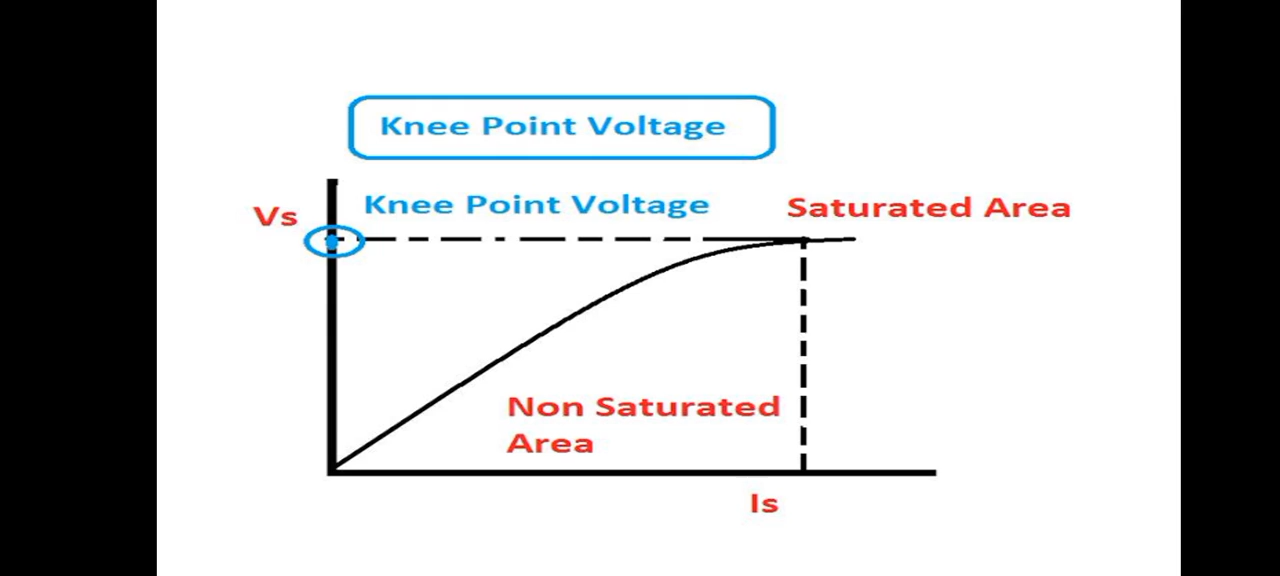 Knee Point Voltage
Knee Point Voltage
Vs
Saturated Area
Non Saturated
Area
Is